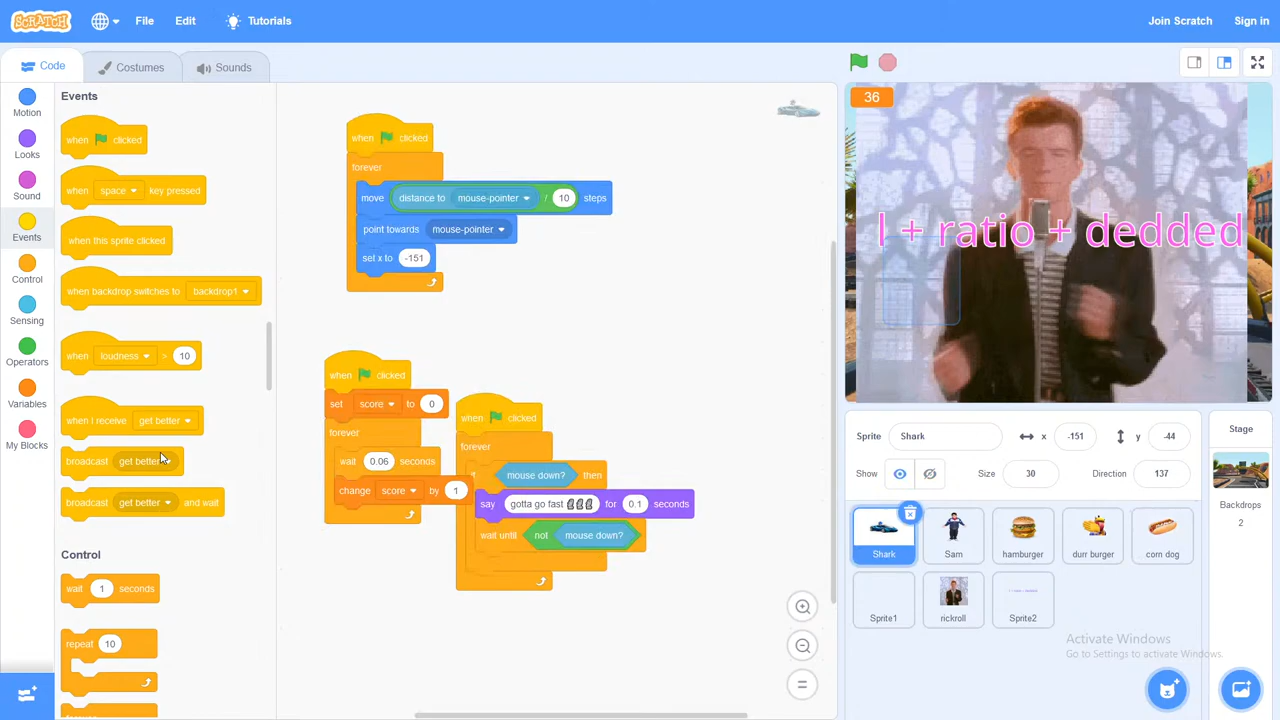 SCRATCH
File
Edit
Tutorials
Join Scratch
Sign in
Code
Costumes
Sounds
Motion
Looks
Sound
Events
Control
Sensing
Operators
Variables
My Blocks
Events
when clicked
when space key pressed
when this sprite clicked
when backdrop switches to backdrop1
when loudness > 10
when I receive get better
broadcast get better
broadcast get better and wait
Control
wait 1 seconds
repeat 10
forever
when clicked
forever
move distance to mouse-pointer / 10 steps
point towards mouse-pointer
set x to -151
when clicked
set score to 0
forever
wait 0.06 seconds
change score by 1
when clicked
forever
mouse down? then
say gotta go fast for 0.1 seconds
wait until not mouse down?
36
l + ratio + dedded
Sprite Shark x -151 y -44
Show Size 30 Direction 137
Shark
Sam
hamburger
durr burger
corn dog
Sprite1
rickroll
l + ratio + dedded
Sprite2
Stage
Backdrops
2
Activate Windows
Go to Settings to activate Windows.